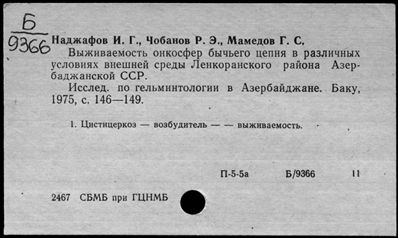 Б
9366
Наджафов И. Г., Чобанов Р. Э., Мамедов Г. С.
Выживаемость онкосфер бычьего цепня в различных
условиях внешней среды Ленкоранского района Азер-
байджанской ССР.
Исслед. по гельминтологии в Азербайджане. Баку,
1975, с. 146—149.
1. Цистицеркоз — возбудитель — — выживаемость.
П-5-5а Б/9366 11
2467 СБМБ при ГЦНМБ